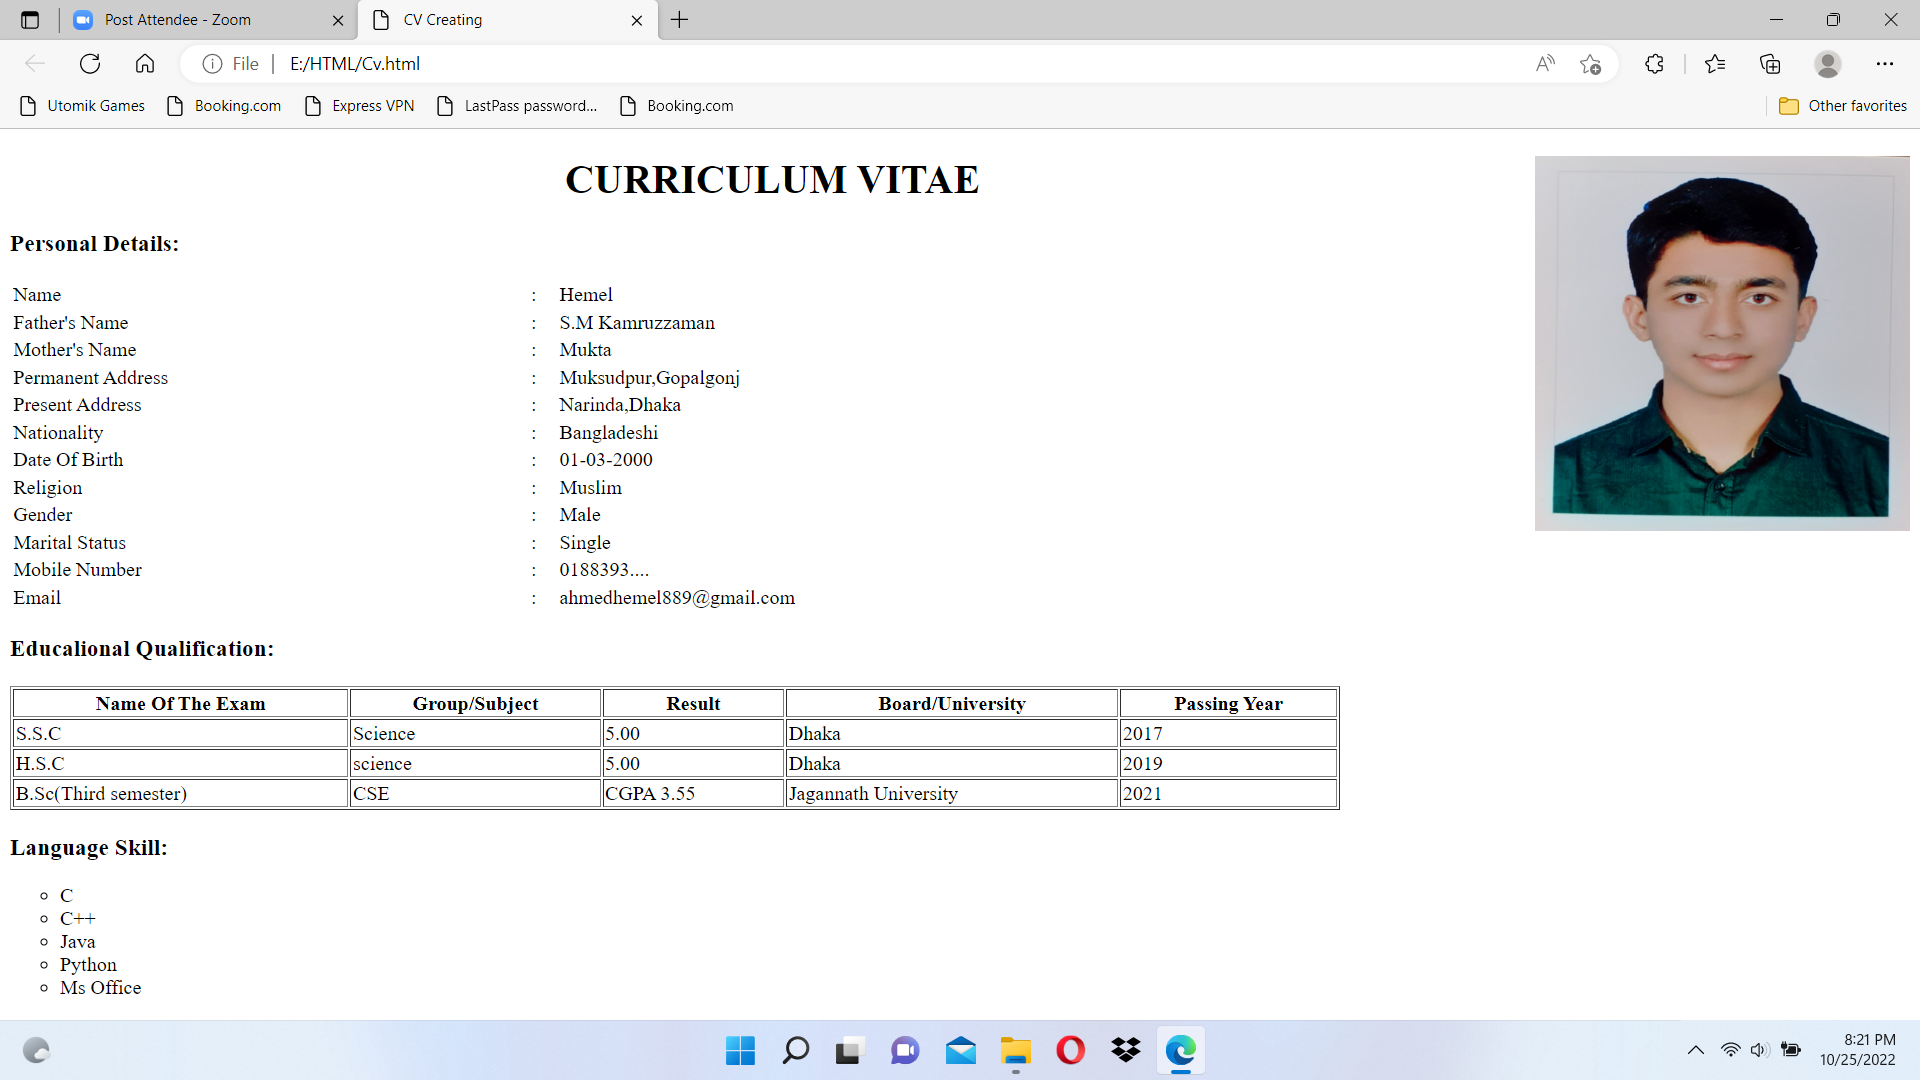 Post Attendee - Zoom
CV Creating
File
E:/HTML/Cv.html
Utomik Games
Booking.com
Express VPN
LastPass password...
Booking.com
Other favorites
CURRICULUM VITAE
Personal Details:
Name : Hemel
Father's Name : S.M Kamruzzaman
Mother's Name : Mukta
Permanent Address : Muksudpur,Gopalgonj
Present Address : Narinda,Dhaka
Nationality : Bangladeshi
Date Of Birth : 01-03-2000
Religion : Muslim
Gender : Male
Marital Status : Single
Mobile Number : 0188393....
Email : ahmedhemel889@gmail.com
Educalional Qualification:
Name Of The Exam Group/Subject Result Board/University Passing Year
S.S.C Science 5.00 Dhaka 2017
H.S.C science 5.00 Dhaka 2019
B.Sc(Third semester) CSE CGPA 3.55 Jagannath University 2021
Language Skill:
C
C++
Java
Python
Ms Office
8:21 PM
10/25/2022